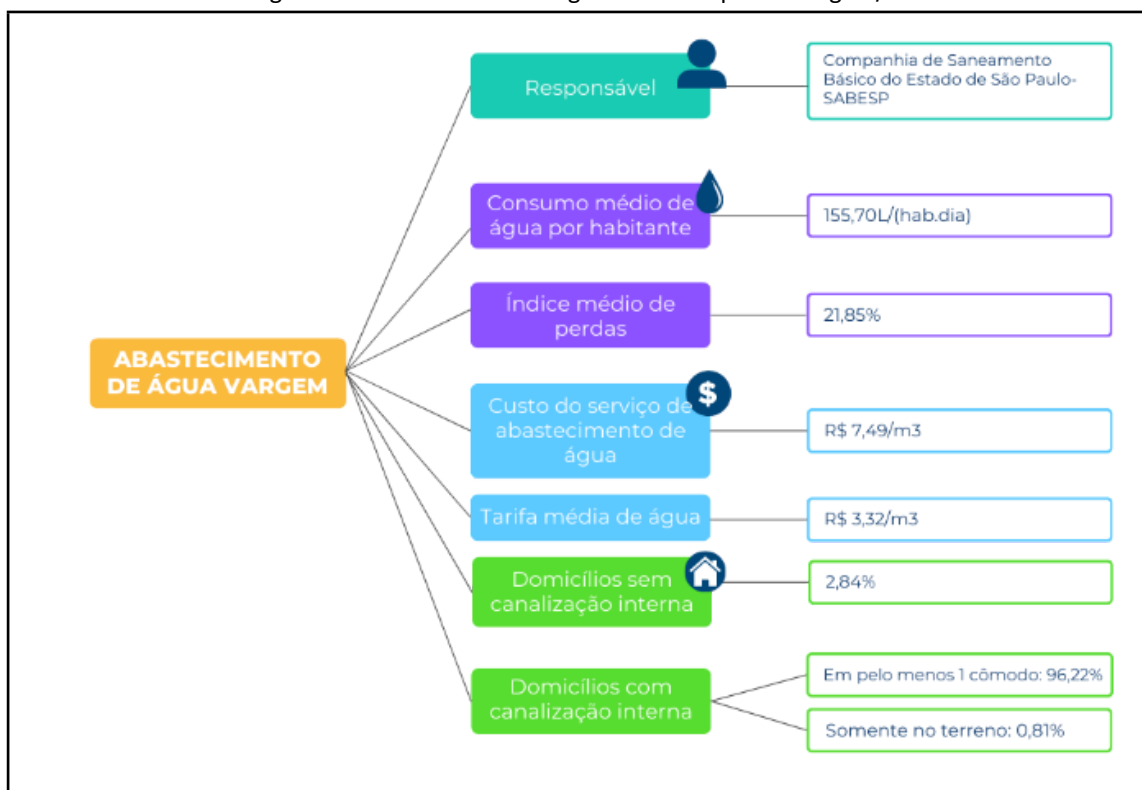 Responsável
Companhia de Saneamento
Básico do Estado de São Paulo-
SABESP
Consumo médio de
água por habitante
155,70L/(hab.dia)
Índice médio de
perdas
21,85%
ABASTECIMENTO
DE ÁGUA VARGEM
$
Custo do serviço de
abastecimento de
água
R$ 7,49/m3
Tarifa média de água
R$ 3,32/m3
Domicílios sem
canalização interna
2,84%
Domicílios com
canalização interna
Em pelo menos 1 cômodo: 96,22%
Somente no terreno: 0,81%